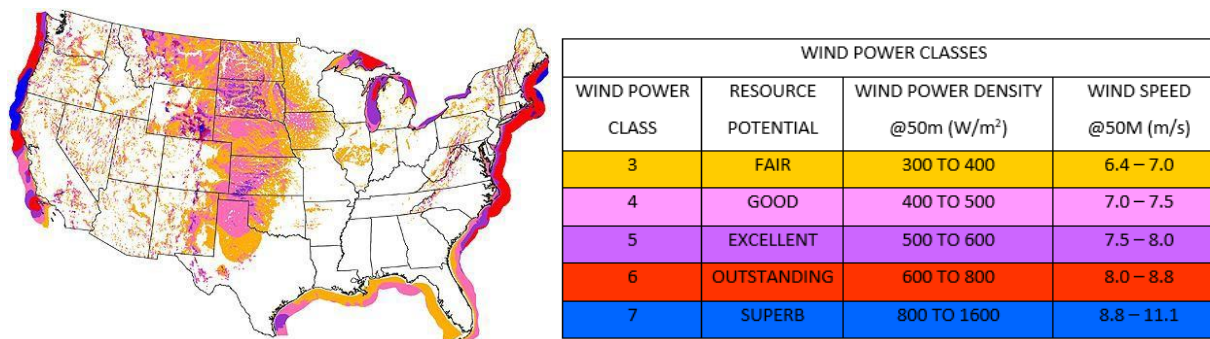 WIND POWER CLASSES
WIND POWER CLASS RESOURCE POTENTIAL WIND POWER DENSITY @50m (W/m²) WIND SPEED @50M (m/s)
3 FAIR 300 TO 400 6.4 – 7.0
4 GOOD 400 TO 500 7.0 – 7.5
5 EXCELLENT 500 TO 600 7.5 – 8.0
6 OUTSTANDING 600 TO 800 8.0 – 8.8
7 SUPERB 800 TO 1600 8.8 – 11.1